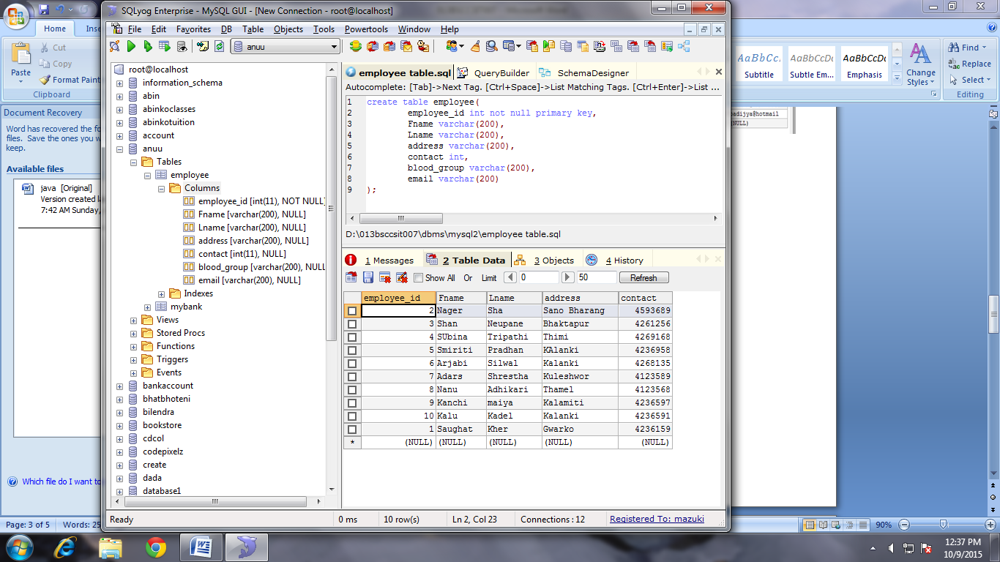 SQLyog Enterprise - MySQL GUI - [New Connection - root@localhost]
File Edit Favorites DB Table Objects Tools Powertools Window Help
anuu
Home
Cut
Copy
Format Paint
Paste
Clipboard
AaBbCc
AaBbCcDc
AaBbCcDc
Subtitle
Subtle Em...
Emphasis
Change
Styles
Find
Replace
Select
Editing
Document Recovery
Word has recovered the fo
files. Save the ones you w
keep.
Available files
java [Original]
Version created la
7:42 AM Sunday,
Which file do I want to
root@localhost
information_schema
abin
abinkoclasses
abinkotuition
account
anuu
Tables
employee
Columns
employee_id [int(11), NOT NULL]
Fname [varchar(200), NULL]
Lname [varchar(200), NULL]
address [varchar(200), NULL]
contact [int(11), NULL]
blood_group [varchar(200), NULL
email [varchar(200), NULL]
Indexes
mybank
Views
Stored Procs
Functions
Triggers
Events
bankaccount
bhatbhoteni
bilendra
bookstore
cdcol
codepixelz
create
dada
database1
employee table.sql QueryBuilder SchemaDesigner
Autocomplete: [Tab]->Next Tag. [Ctrl+Space]->List Matching Tags. [Ctrl+Enter]->List ...
1 create table employee(
2 employee_id int not null primary key,
3 Fname varchar(200),
4 Lname varchar(200),
5 address varchar(200),
6 contact int,
7 blood_group varchar(200),
8 email varchar(200)
9 );
D:\013bsccsit007\dbms\mysql2\employee table.sql
1 Messages 2 Table Data 3 Objects 4 History
Show All Or Limit 0 50 Refresh
employee_id Fname Lname address contact
2 Nager Sha Sano Bharang 4593689
3 Shan Neupane Bhaktapur 4261256
4 SUbina Tripathi Thimi 4269168
5 Smiriti Pradhan KAlanki 4236958
6 Arjabi Silwal Kalanki 4268135
7 Adars Shrestha Kuleshwor 4123589
8 Nanu Adhikari Thamel 4123568
9 Kanchi maiya Kalamiti 4236597
10 Kalu Kadel Kalanki 4236591
1 Saughat Kher Gwarko 4236159
* (NULL) (NULL) (NULL) (NULL) (NULL)
Ready 0 ms 10 row(s) Ln 2, Col 23 Connections : 12 Registered To: mazuki
adijya@hotmail
(NULL)
Page: 3 of 5 Words: 25
90%
12:37 PM
10/9/2015